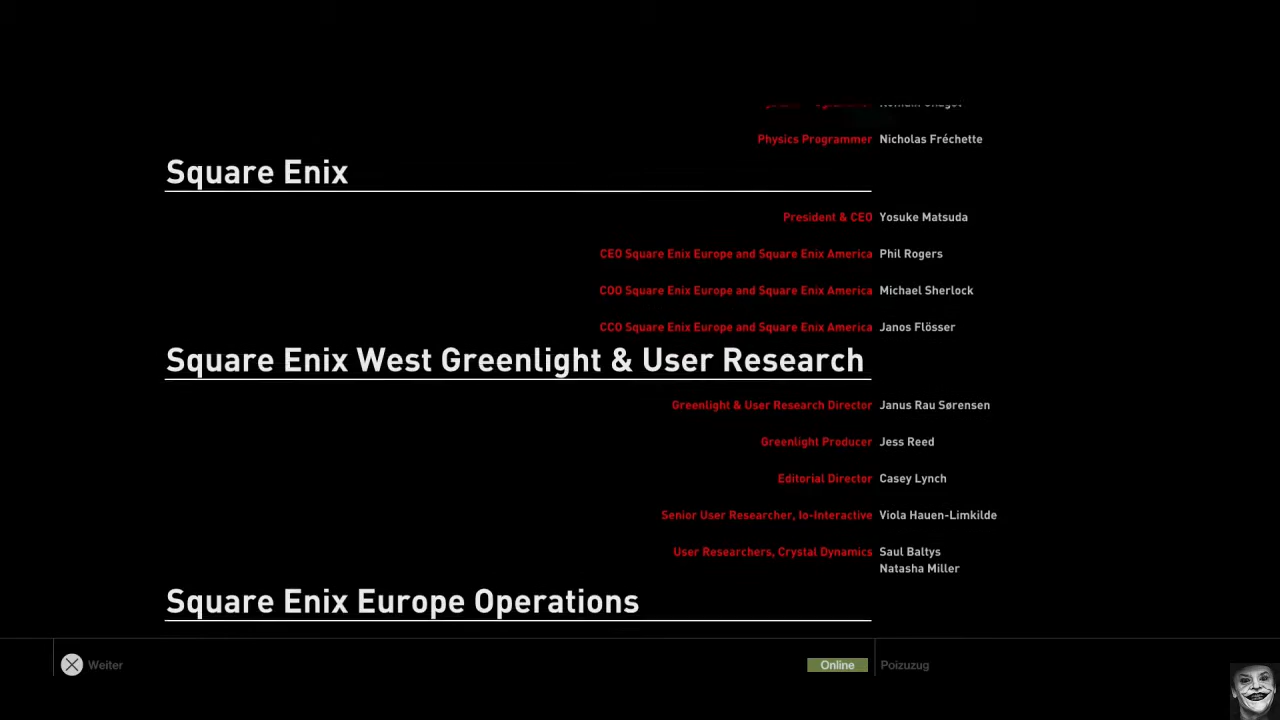 Physics Programmer Nicholas Fréchette
Square Enix
President & CEO Yosuke Matsuda
CEO Square Enix Europe and Square Enix America Phil Rogers
COO Square Enix Europe and Square Enix America Michael Sherlock
CCO Square Enix Europe and Square Enix America Janos Flösser
Square Enix West Greenlight & User Research
Greenlight & User Research Director Janus Rau Sørensen
Greenlight Producer Jess Reed
Editorial Director Casey Lynch
Senior User Researcher, Io-Interactive Viola Hauen-Limkilde
User Researchers, Crystal Dynamics Saul Baltys
Natasha Miller
Square Enix Europe Operations
Weiter Online Poizuzug